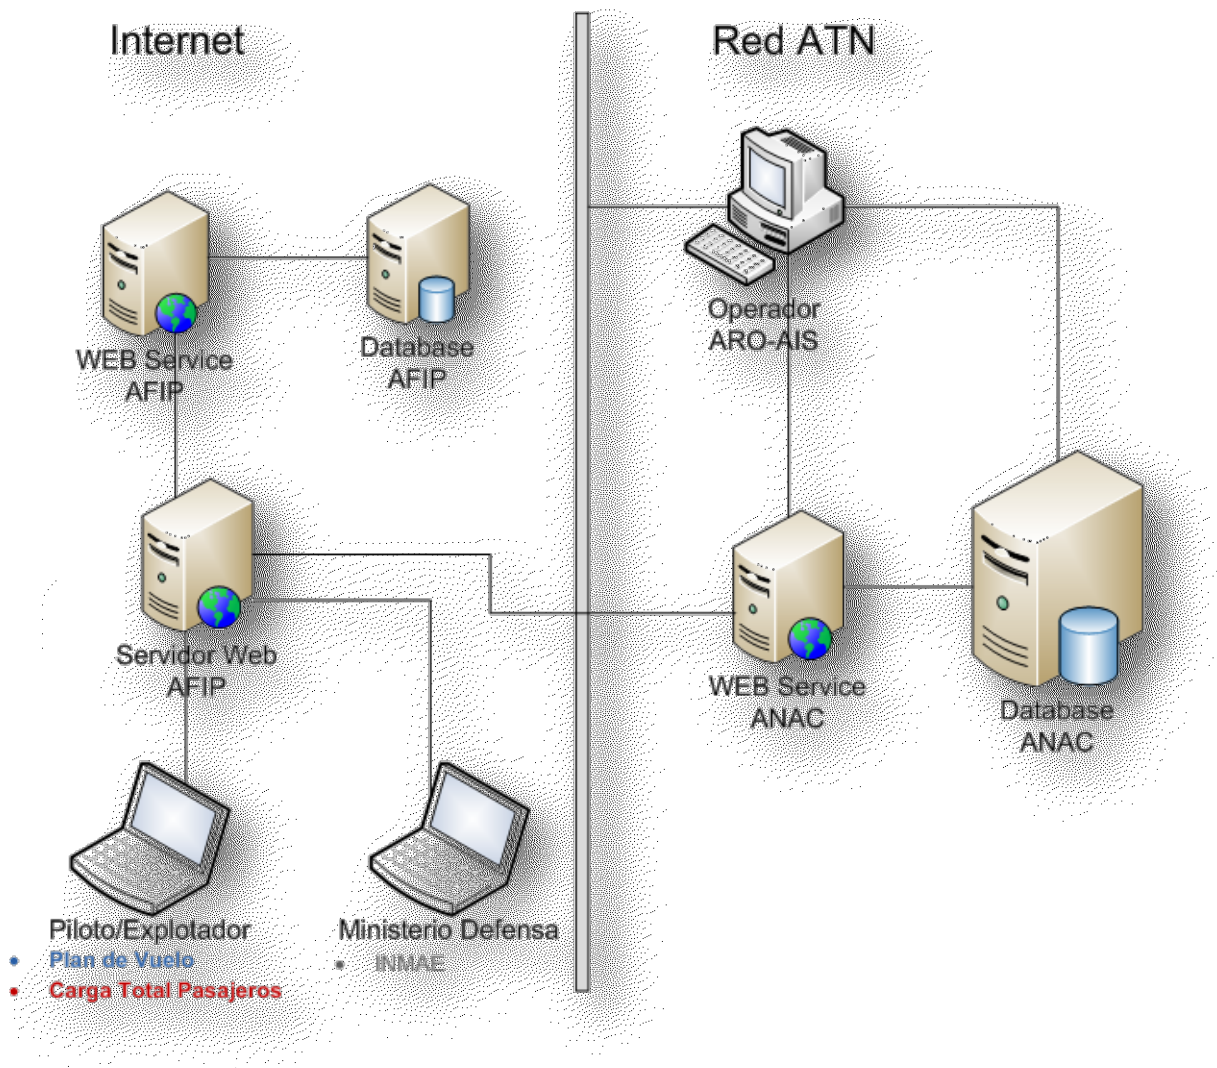 Internet
Red ATN
Operador
ARO-AIS
WEB Service
AFIP
Database
AFIP
Servidor Web
AFIP
WEB Service
ANAC
Database
ANAC
Piloto/Explotador
• Plan de Vuelo
• Carga Total Pasajeros
Ministerio Defensa
• INMAE